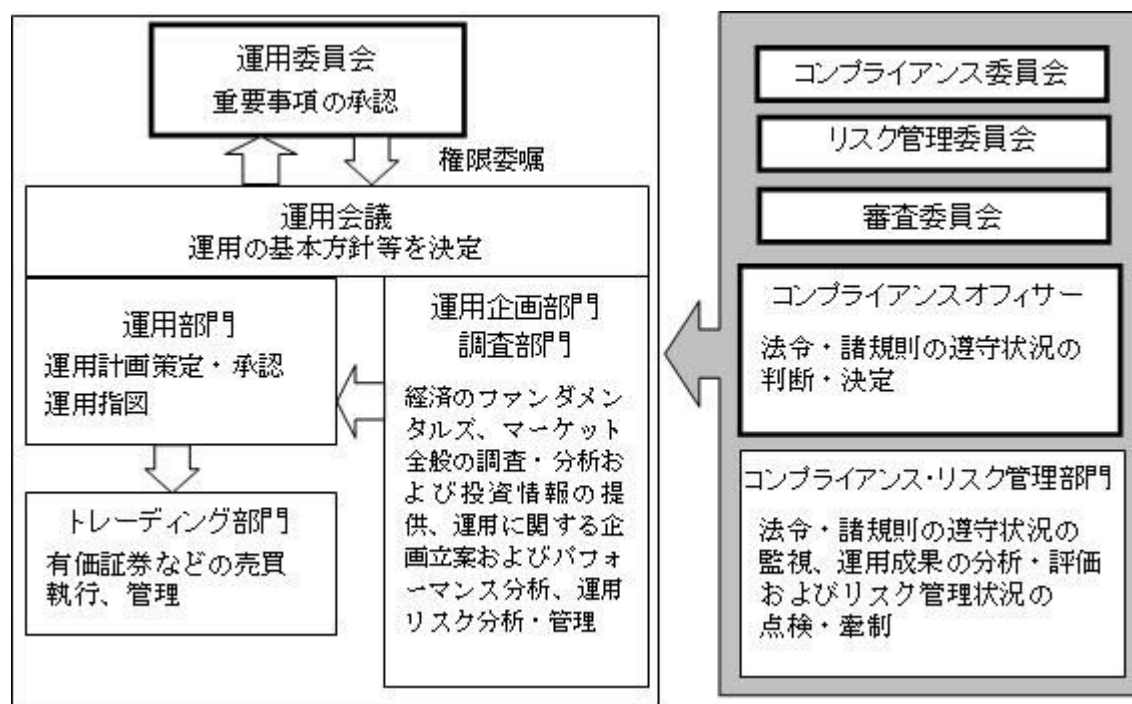 運用委員会
重要事項の承認
権限委嘱
運用会議
運用の基本方針等を決定
運用部門
運用計画策定・承認
運用指図
トレーディング部門
有価証券などの売買
執行、管理
運用企画部門
調査部門
経済のファンダメン
タルズ、マーケット
全般の調査・分析お
よび投資情報の提
供、運用に関する企
画立案およびパフォ
ーマンス分析、運用
リスク分析・管理
コンプライアンス委員会
リスク管理委員会
審査委員会
コンプライアンスオフィサー
法令・諸規則の遵守状況の
判断・決定
コンプライアンス・リスク管理部門
法令・諸規則の遵守状況の
監視、運用成果の分析・評価
およびリスク管理状況の
点検・牽制